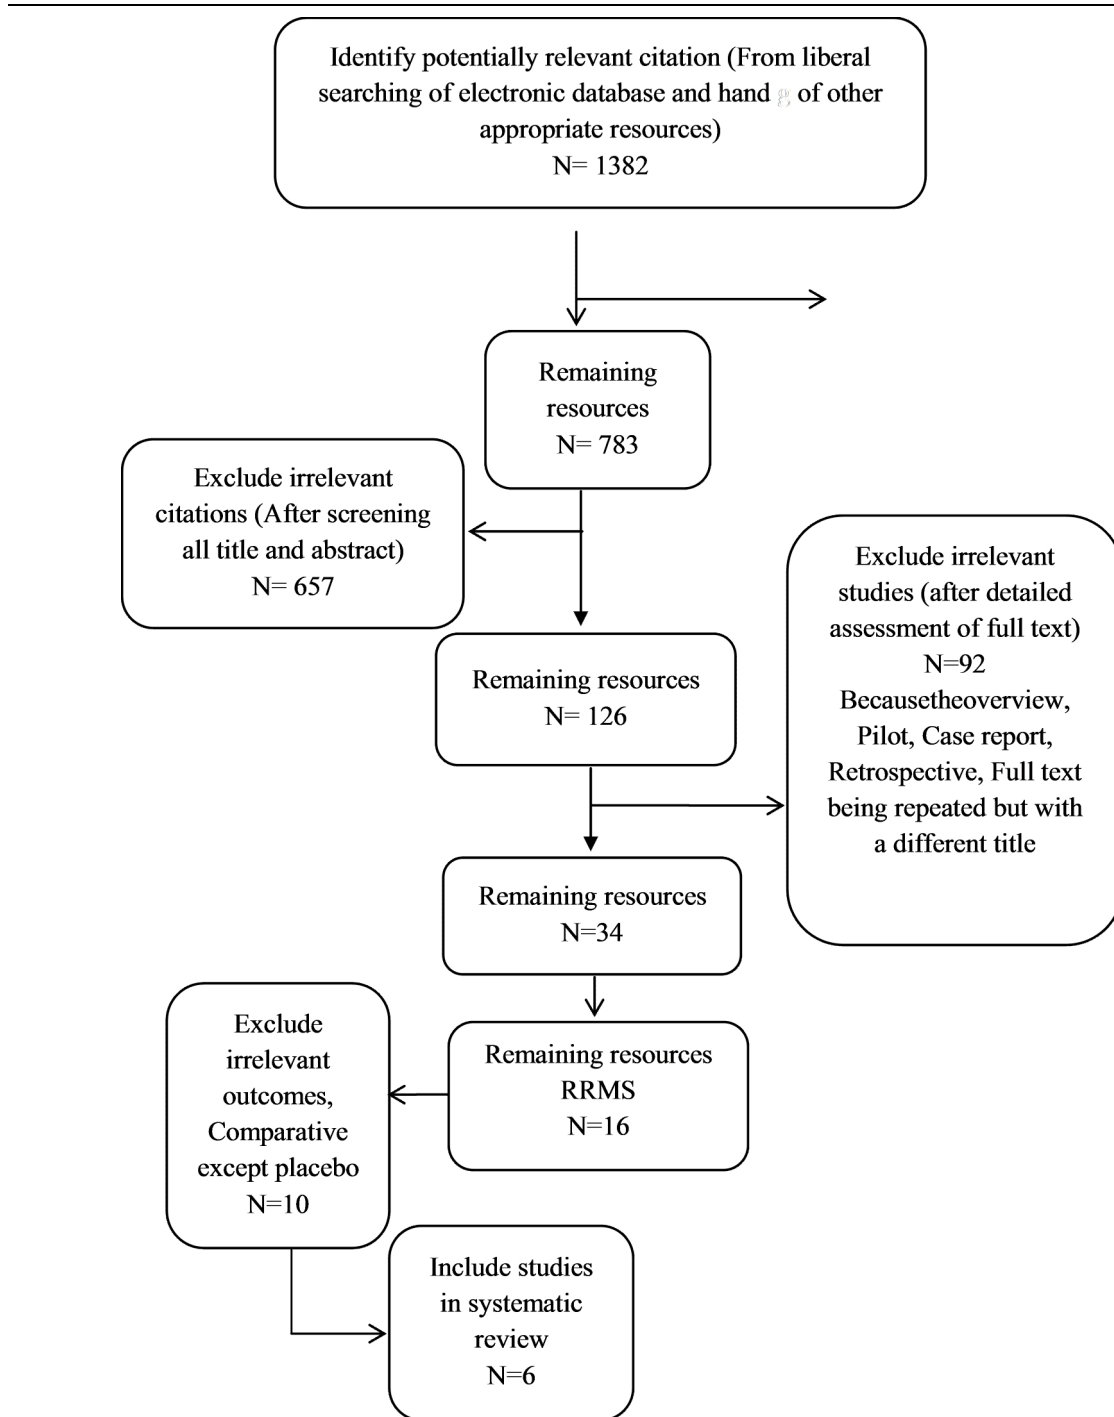 Identify potentially relevant citation (From liberal
searching of electronic database and hand g of other
appropriate resources)
N= 1382
Remaining
resources
N= 783
Exclude irrelevant
citations (After screening
all title and abstract)
N= 657
Exclude irrelevant
studies (after detailed
assessment of full text)
N=92
Becausetheoverview,
Pilot, Case report,
Retrospective, Full text
being repeated but with
a different title
Remaining resources
N= 126
Remaining resources
N=34
Remaining resources
RRMS
N=16
Exclude
irrelevant
outcomes,
Comparative
except placebo
N=10
Include studies
in systematic
review
N=6